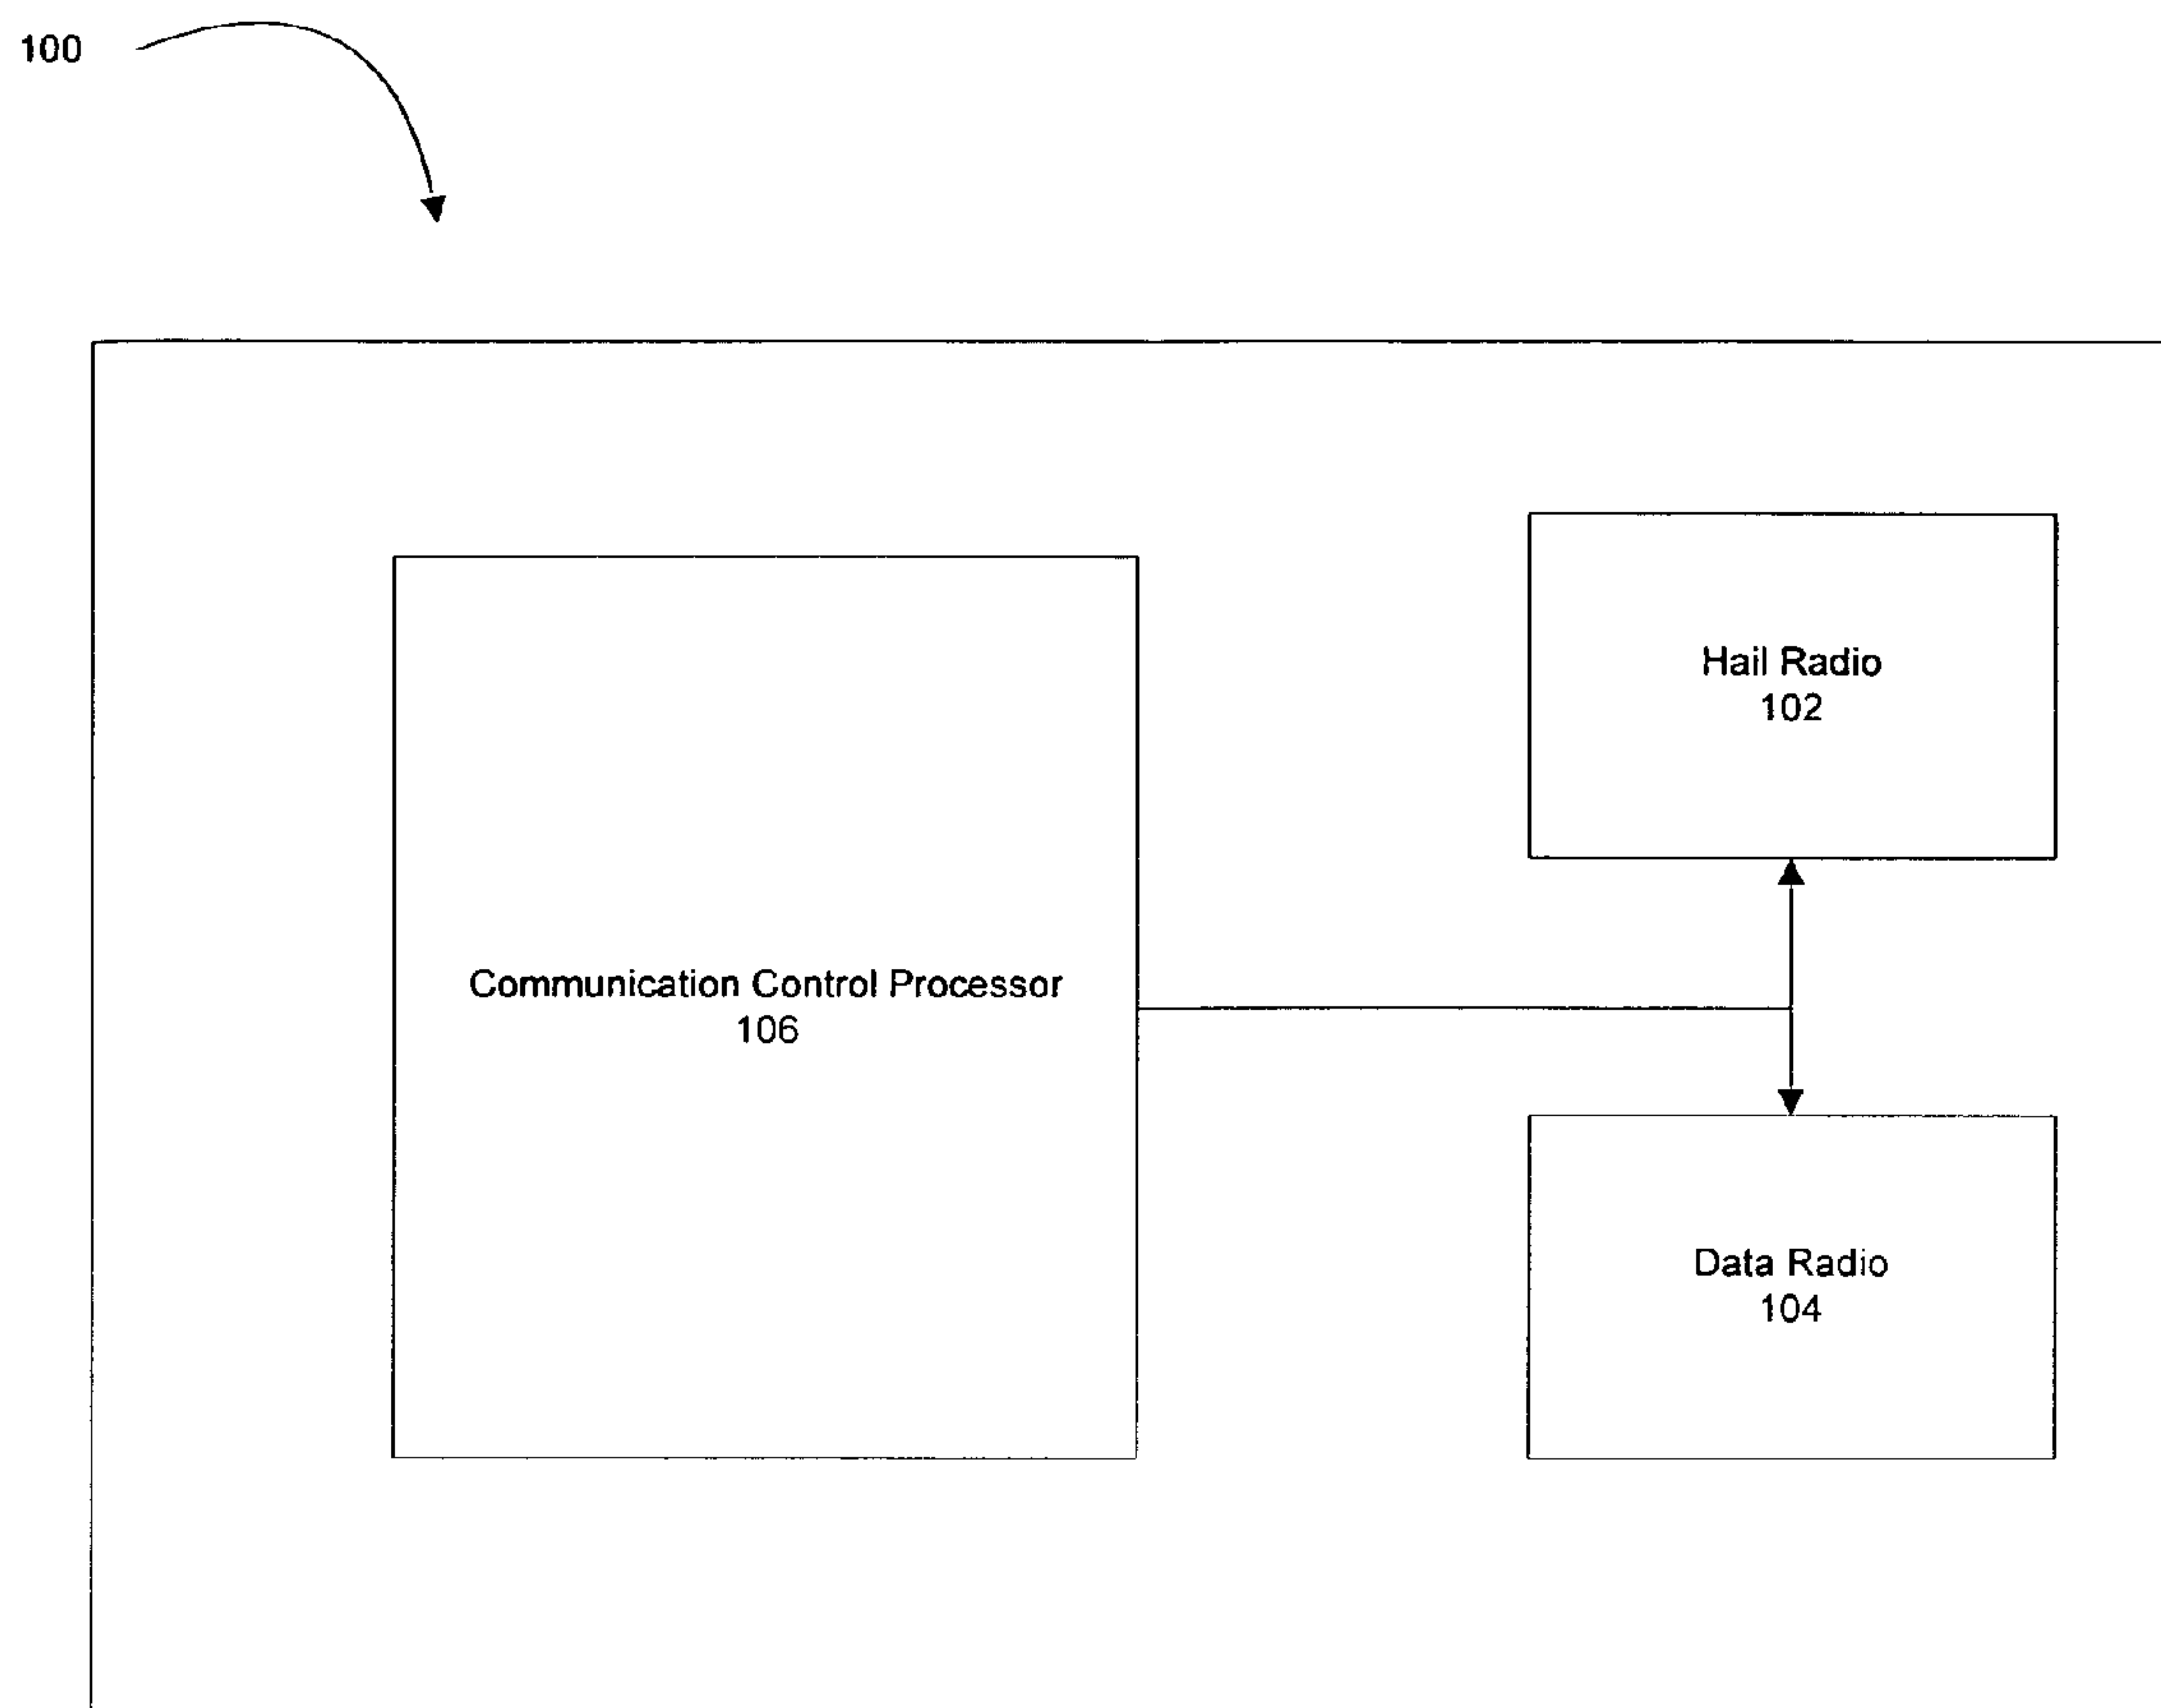 100
Hail Radio
102
Communication Control Processor
106
Data Radio
104